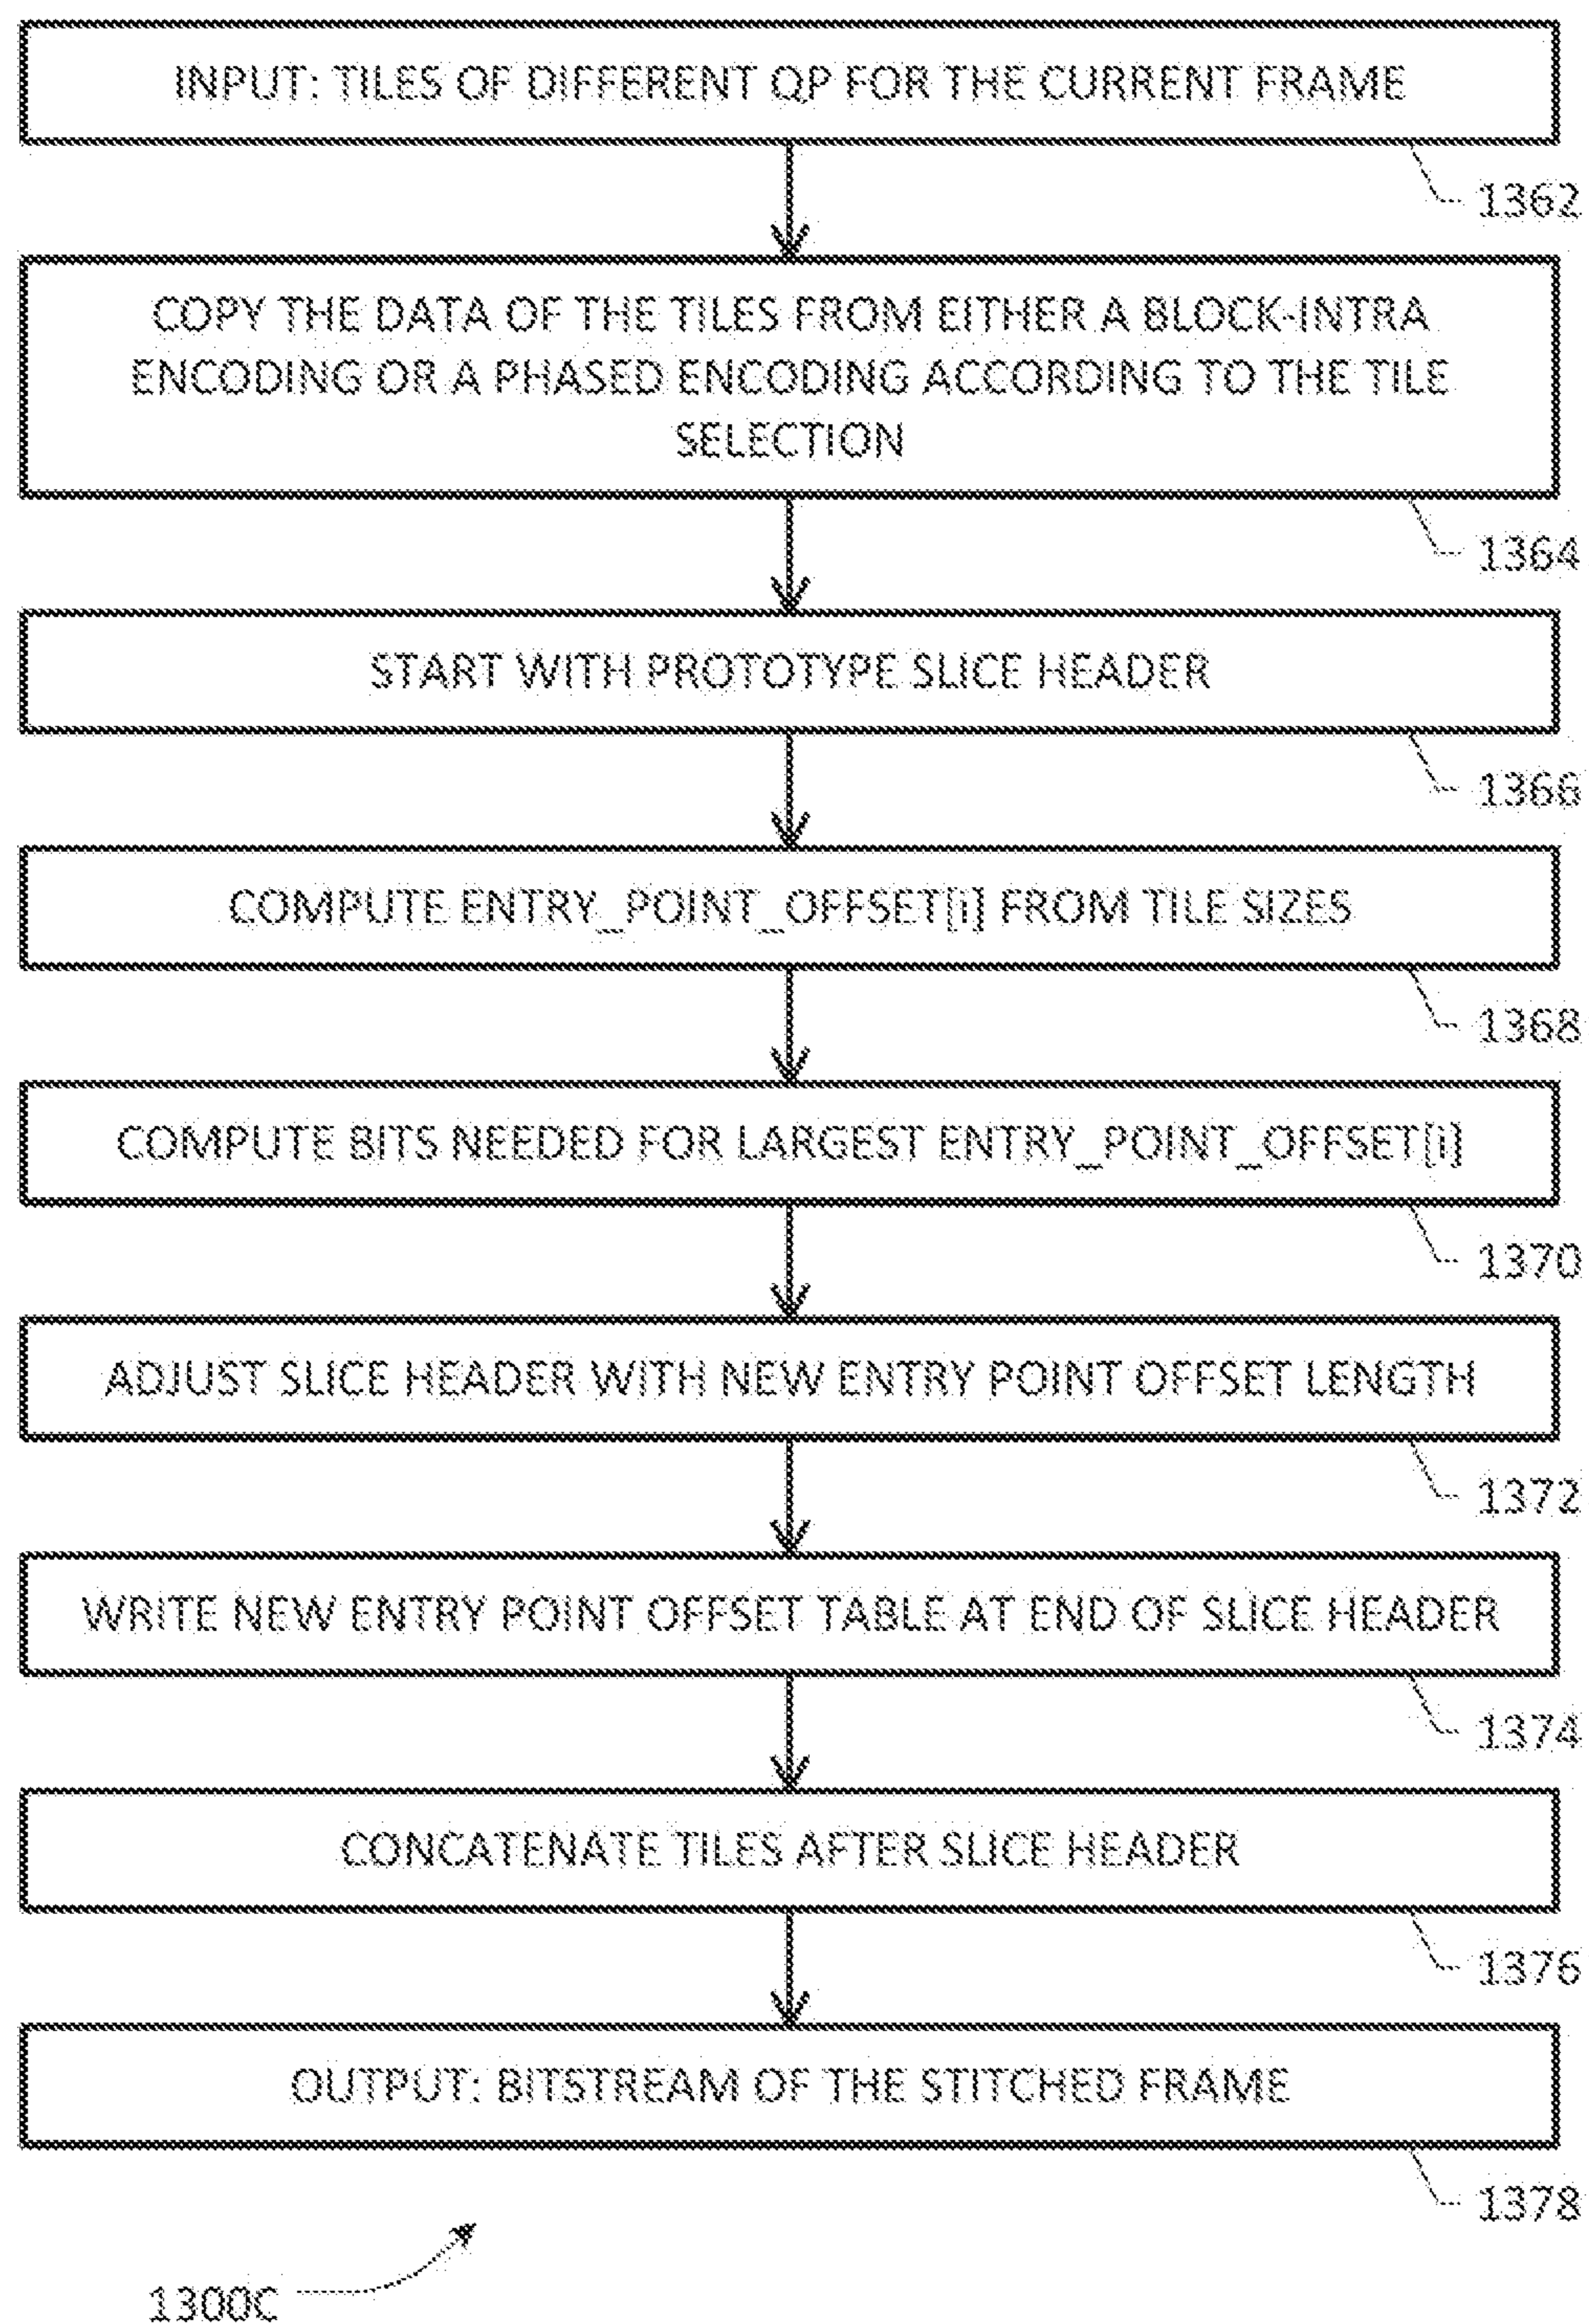 INPUT: TILES OF DIFFERENT QP FOR THE CURRENT FRAME
1362
COPY THE DATA OF THE TILES FROM EITHER A BLOCK-INTRA
ENCODING OR A PHASED ENCODING ACCORDING TO THE TILE
SELECTION
1364
START WITH PROTOTYPE SLICE HEADER
1366
COMPUTE ENTRY_POINT_OFFSET[i] FROM TILE SIZES
1368
COMPUTE BITS NEEDED FOR LARGEST ENTRY_POINT_OFFSET[i]
1370
ADJUST SLICE HEADER WITH NEW ENTRY POINT OFFSET LENGTH
1372
WRITE NEW ENTRY POINT OFFSET TABLE AT END OF SLICE HEADER
1374
CONCATENATE TILES AFTER SLICE HEADER
1376
OUTPUT: BITSTREAM OF THE STITCHED FRAME
1378
1300C